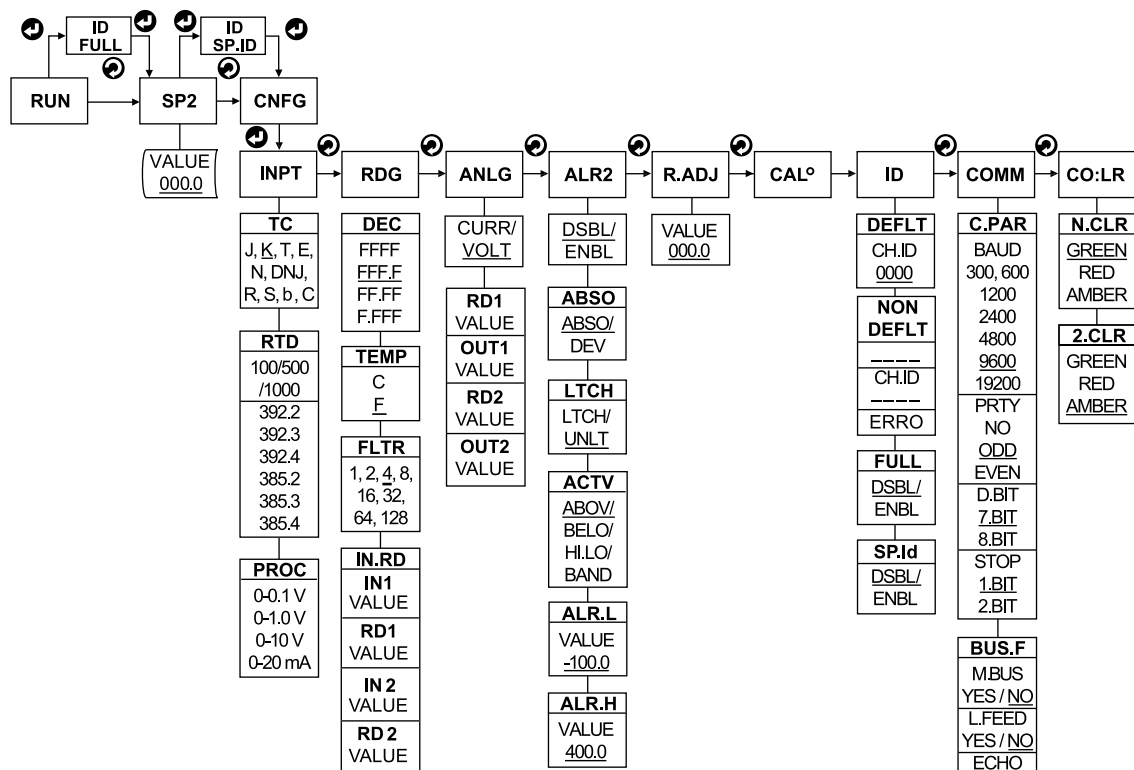 ID
FULL
ID
SP.ID
RUN
SP2
CNFG
VALUE
000.0
INPT
RDG
ANLG
ALR2
R.ADJ
CAL°
ID
COMM
CO:LR
TC
J, K, T, E,
N, DNJ,
R, S, b, C
RTD
100/500
/1000
392.2
392.3
392.4
385.2
385.3
385.4
PROC
0-0.1 V
0-1.0 V
0-10 V
0-20 mA
DEC
FFFF
FFF.F
FF.FF
F.FFF
TEMP
C
F
FLTR
1, 2, 4, 8,
16, 32,
64, 128
IN.RD
IN1
VALUE
RD1
VALUE
IN 2
VALUE
RD 2
VALUE
CURR/
VOLT
RD1
VALUE
OUT1
VALUE
RD2
VALUE
OUT2
VALUE
DSBL/
ENBL
ABSO
ABSO/
DEV
LTCH
LTCH/
UNLT
ACTV
ABOV/
BELO/
HI.LO/
BAND
ALR.L
VALUE
-100.0
ALR.H
VALUE
400.0
VALUE
000.0
DEFLT
CH.ID
0000
NON
DEFLT
_ _ _ _
CH.ID
_ _ _ _
ERRO
FULL
DSBL/
ENBL
SP.Id
DSBL/
ENBL
C.PAR
BAUD
300, 600
1200
2400
4800
9600
19200
PRTY
NO
ODD
EVEN
D.BIT
7.BIT
8.BIT
STOP
1.BIT
2.BIT
BUS.F
M.BUS
YES / NO
L.FEED
YES / NO
ECHO
N.CLR
GREEN
RED
AMBER
2.CLR
GREEN
RED
AMBER